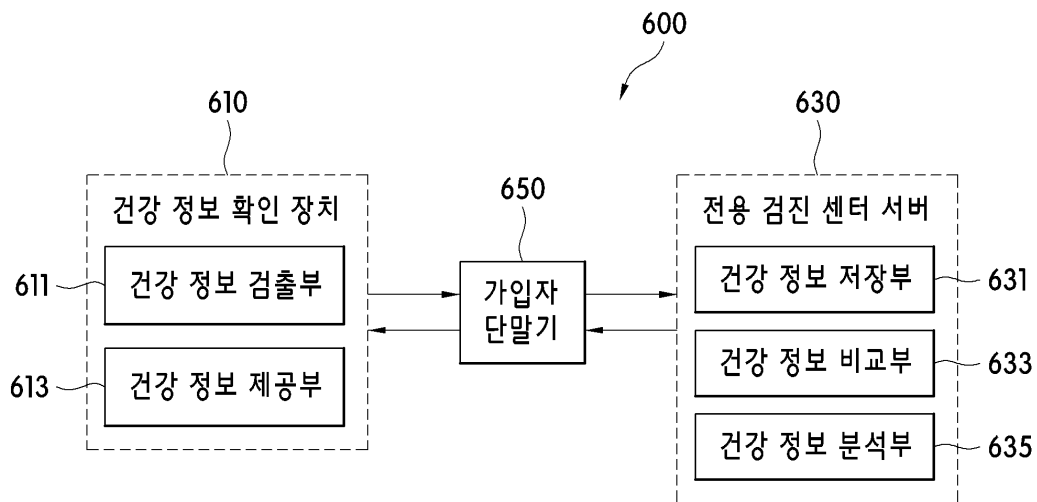 600
610
630
건강 정보 확인 장치
650
전용 검진 센터 서버
611
건강 정보 검출부
가입자
단말기
건강 정보 저장부
631
613
건강 정보 제공부
건강 정보 비교부
633
건강 정보 분석부
635